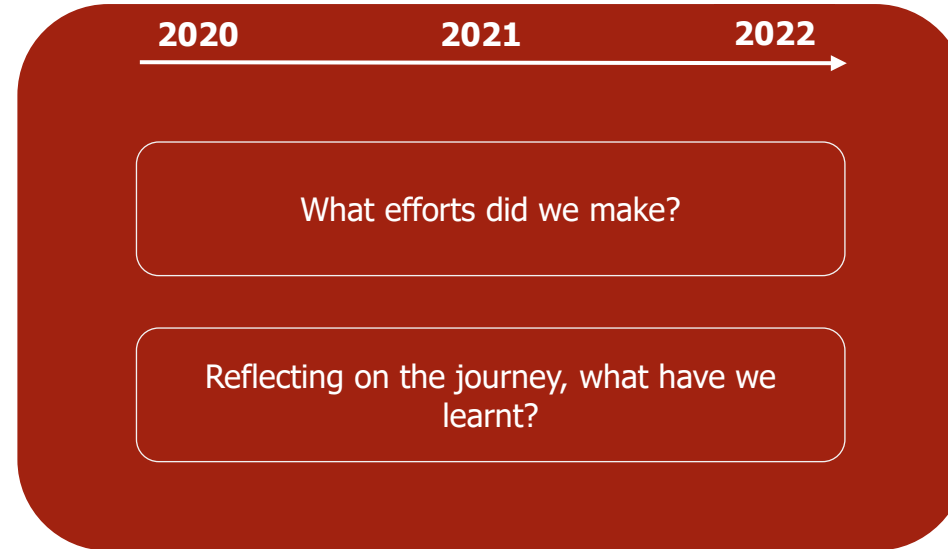 2020 2021 2022
What efforts did we make?
Reflecting on the journey, what have we
learnt?